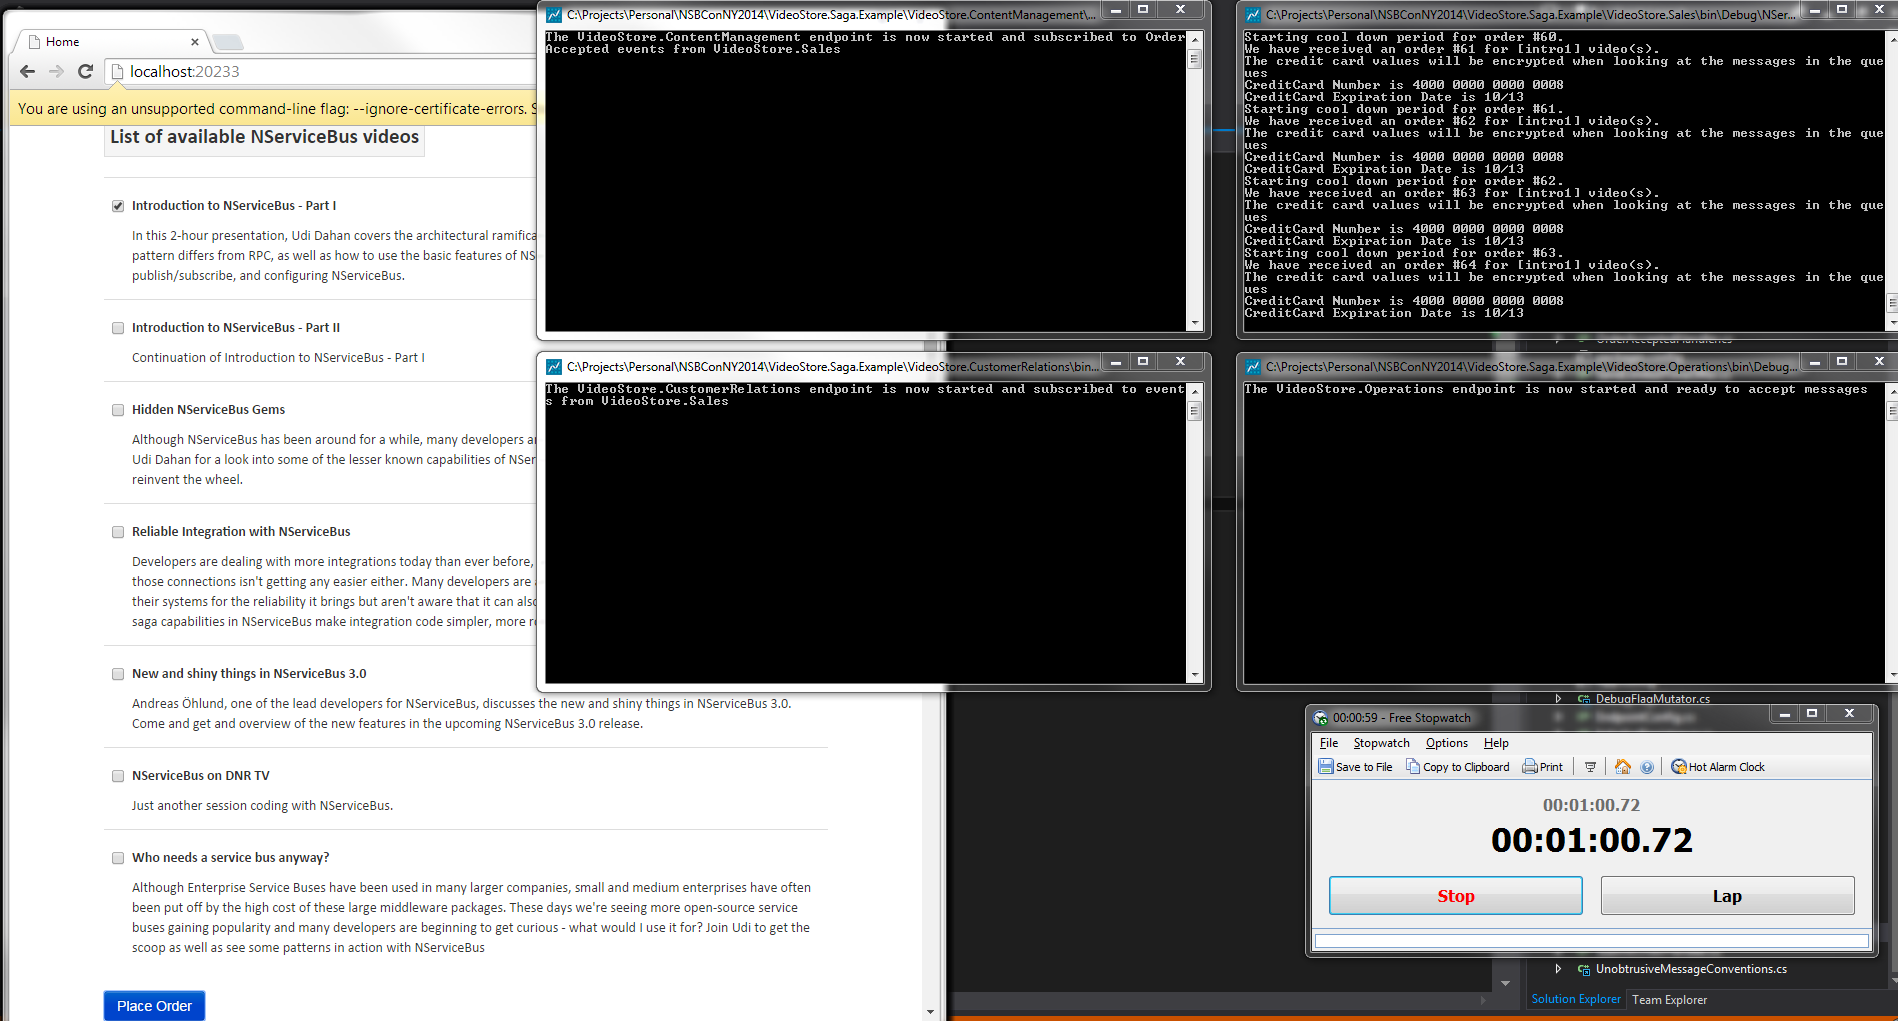 Home
localhost:20233
You are using an unsupported command-line flag: --ignore-certificate-errors. S
List of available NServiceBus videos
Introduction to NServiceBus - Part I
In this 2-hour presentation, Udi Dahan covers the architectural ramifica
pattern differs from RPC, as well as how to use the basic features of NS
publish/subscribe, and configuring NServiceBus.
Introduction to NServiceBus - Part II
Continuation of Introduction to NServiceBus - Part I
Hidden NServiceBus Gems
Although NServiceBus has been around for a while, many developers ar
Udi Dahan for a look into some of the lesser known capabilities of NSer
reinvent the wheel.
Reliable Integration with NServiceBus
Developers are dealing with more integrations today than ever before,
those connections isn't getting any easier either. Many developers are
their systems for the reliability it brings but aren't aware that it can also
saga capabilities in NServiceBus make integration code simpler, more re
New and shiny things in NServiceBus 3.0
Andreas Öhlund, one of the lead developers for NServiceBus, discusses the new and shiny things in NServiceBus 3.0.
Come and get and overview of the new features in the upcoming NServiceBus 3.0 release.
NServiceBus on DNR TV
Just another session coding with NServiceBus.
Who needs a service bus anyway?
Although Enterprise Service Buses have been used in many larger companies, small and medium enterprises have often
been put off by the high cost of these large middleware packages. These days we're seeing more open-source service
buses gaining popularity and many developers are beginning to get curious - what would I use it for? Join Udi to get the
scoop as well as see some patterns in action with NServiceBus
Place Order
C:\Projects\Personal\NSBConNY2014\VideoStore.Saga.Example\VideoStore.ContentManagement\...
The VideoStore.ContentManagement endpoint is now started and subscribed to Order
Accepted events from VideoStore.Sales
C:\Projects\Personal\NSBConNY2014\VideoStore.Saga.Example\VideoStore.Sales\bin\Debug\NSer...
Starting cool down period for order #60.
We have received an order #61 for [intro1] video(s).
The credit card values will be encrypted when looking at the messages in the que
ues
CreditCard Number is 4000 0000 0000 0008
CreditCard Expiration Date is 10/13
Starting cool down period for order #61.
We have received an order #62 for [intro1] video(s).
The credit card values will be encrypted when looking at the messages in the que
ues
CreditCard Number is 4000 0000 0000 0008
CreditCard Expiration Date is 10/13
Starting cool down period for order #62.
We have received an order #63 for [intro1] video(s).
The credit card values will be encrypted when looking at the messages in the que
ues
CreditCard Number is 4000 0000 0000 0008
CreditCard Expiration Date is 10/13
Starting cool down period for order #63.
We have received an order #64 for [intro1] video(s).
The credit card values will be encrypted when looking at the messages in the que
ues
CreditCard Number is 4000 0000 0000 0008
CreditCard Expiration Date is 10/13
C:\Projects\Personal\NSBConNY2014\VideoStore.Saga.Example\VideoStore.CustomerRelations\bin...
The VideoStore.CustomerRelations endpoint is now started and subscribed to event
s from VideoStore.Sales
C:\Projects\Personal\NSBConNY2014\VideoStore.Saga.Example\VideoStore.Operations\bin\Debug...
The VideoStore.Operations endpoint is now started and ready to accept messages
DebugFlagMutator.cs
00:00:59 - Free Stopwatch
File Stopwatch Options Help
Save to File Copy to Clipboard Print Hot Alarm Clock
00:01:00.72
00:01:00.72
Stop Lap
UnobtrusiveMessageConventions.cs
Solution Explorer Team Explorer